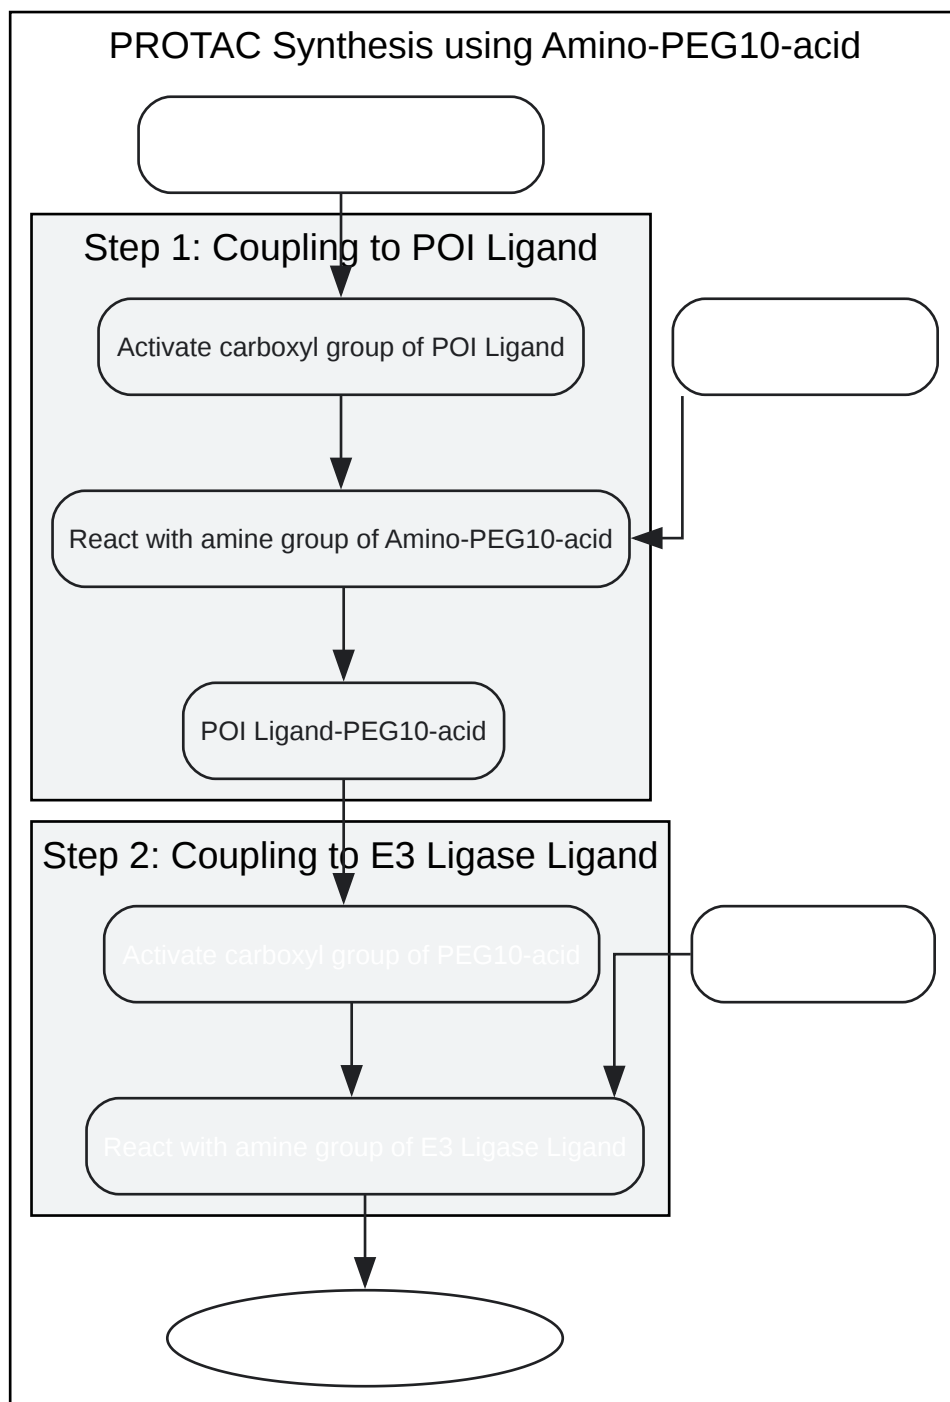 PROTAC Synthesis using Amino-PEG10-acid
Step 1: Coupling to POI Ligand
Activate carboxyl group of POI Ligand
React with amine group of Amino-PEG10-acid
POI Ligand-PEG10-acid
Step 2: Coupling to E3 Ligase Ligand
Activate carboxyl group of PEG10-acid
React with amine group of E3 Ligase Ligand